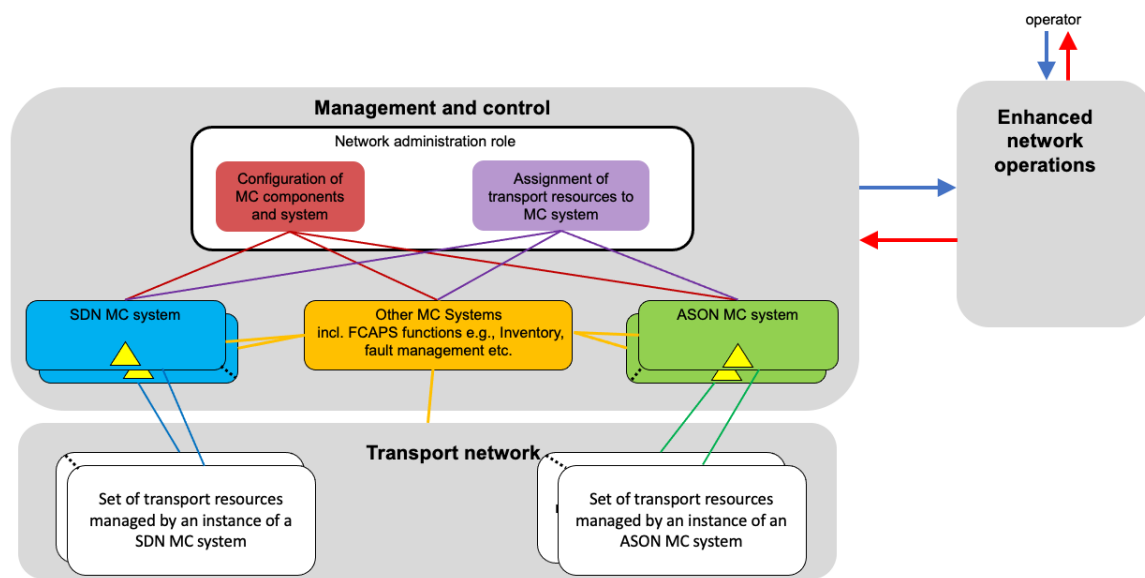 operator
Management and control
Enhanced
network
operations
Network administration role
Configuration of
MC components
and system
Assignment of
transport resources to
MC system
SDN MC system
Other MC Systems
incl. FCAPS functions e.g., Inventory,
fault management etc.
ASON MC system
Transport network
Set of transport resources
managed by an instance of a
SDN MC system
Set of transport resources
managed by an instance of an
ASON MC system